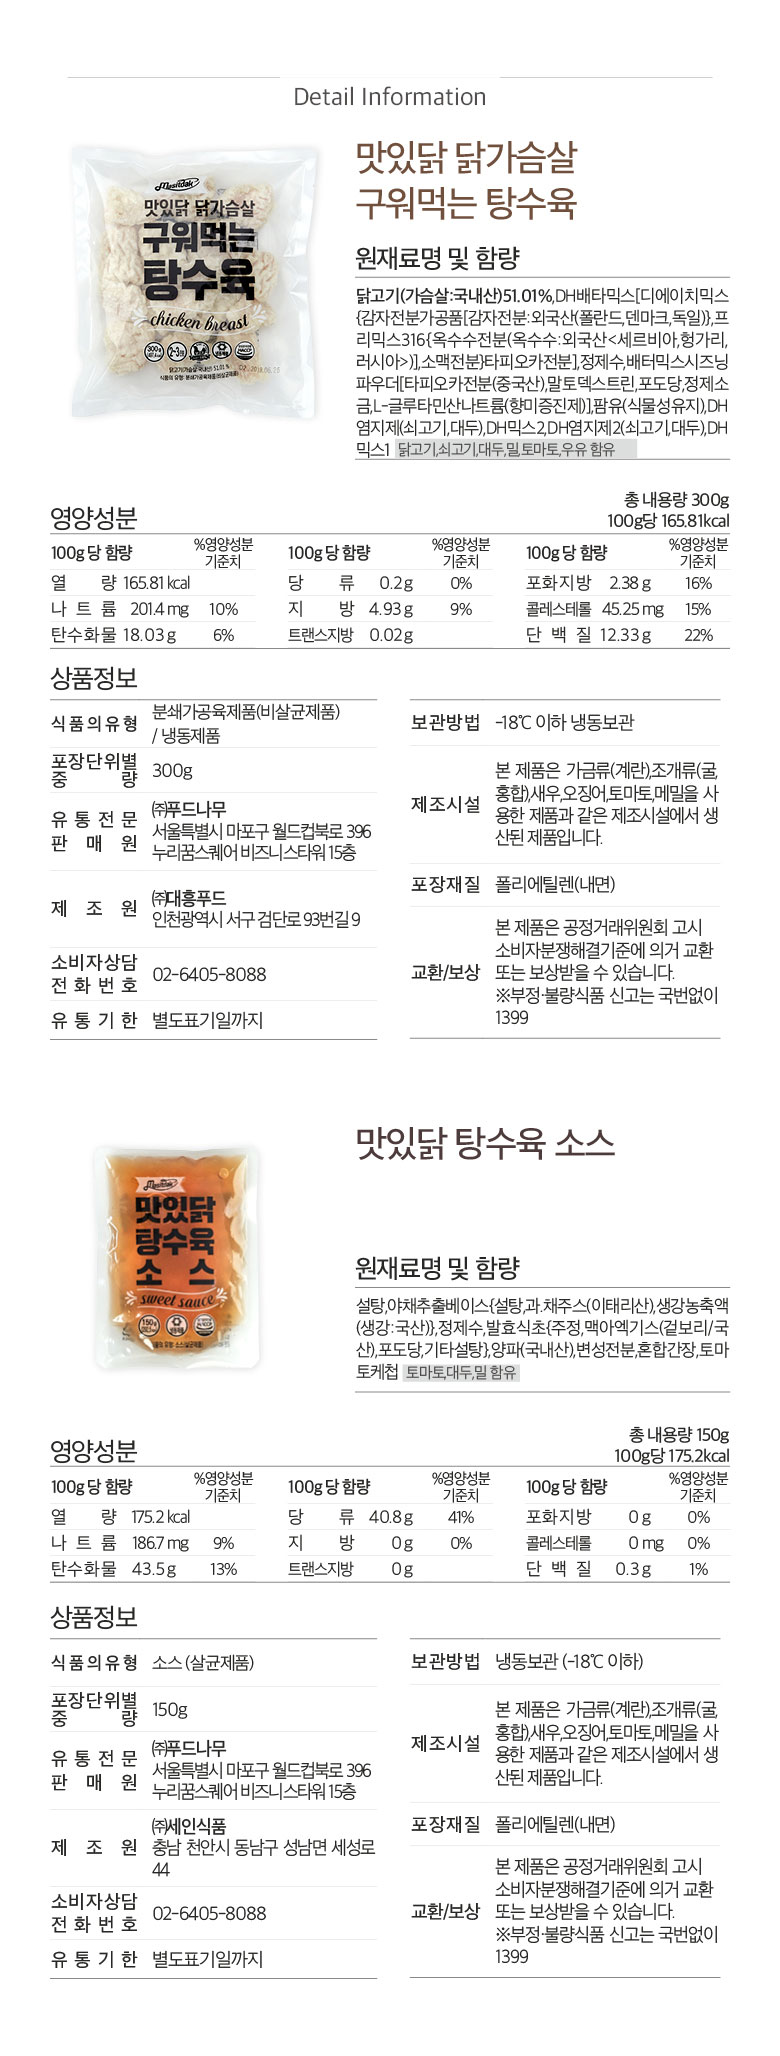 Detail Information
맛있닭 닭가슴살
구워먹는 탕수육
Masitdak
맛있닭 닭가슴살
구워먹는
탕수육
chicken breast
300g
2~3인
닭고기(가슴살:국내산) 51.01%
식품의 유형: 분쇄가공육제품(비살균제품)
원재료명 및 함량
닭고기(가슴살:국내산)51.01%,DH배타믹스[디에이치믹스
{감자전분가공품[감자전분:외국산(폴란드,덴마크,독일)},프
리믹스316{옥수수전분(옥수수:외국산<세르비아,헝가리,
러시아>)],소맥전분}타피오카전분],정제수,배터믹스시즈닝
파우더[타피오카전분(중국산),말토덱스트린,포도당,정제소
금,L-글루타민산나트륨(향미증진제)],팜유(식물성유지),DH
염지제(쇠고기,대두),DH믹스2,DH염지제2(쇠고기,대두),DH
믹스1 닭고기,쇠고기,대두,밀,토마토,우유 함유
총 내용량 300g
영양성분 100g당 165.81kcal
100g 당 함량 %영양성분 기준치 100g 당 함량 %영양성분 기준치 100g 당 함량 %영양성분 기준치
열 량 165.81 kcal 당 류 0.2g 0% 포화지방 2.38 g 16%
나 트 륨 201.4 mg 10% 지 방 4.93 g 9% 콜레스테롤 45.25 mg 15%
탄수화물 18.03 g 6% 트랜스지방 0.02g 단 백 질 12.33 g 22%
상품정보
식품의유형 분쇄가공육제품(비살균제품)
/ 냉동제품
포장단위별
중 량 300g
유 통 전 문
판 매 원
㈜푸드나무
서울특별시 마포구 월드컵북로 396
누리꿈스퀘어 비즈니스타워 15층
제 조 원
㈜대흥푸드
인천광역시 서구 검단로 93번길 9
소비자상담
전 화 번 호 02-6405-8088
유 통 기 한 별도표기일까지
보관방법 -18℃ 이하 냉동보관
제조시설
본 제품은 가금류(계란),조개류(굴,
홍합),새우,오징어,토마토,메밀을 사
용한 제품과 같은 제조시설에서 생
산된 제품입니다.
포장재질 폴리에틸렌(내면)
교환/보상
본 제품은 공정거래위원회 고시
소비자분쟁해결기준에 의거 교환
또는 보상받을 수 있습니다.
※부정·불량식품 신고는 국번없이
1399
맛있닭 탕수육 소스
Masitdak
맛있닭
탕수육
소 스
sweet sauce
150g
원재료명 및 함량
설탕,야채추출베이스{설탕,과.채주스(이태리산),생강농축액
(생강:국산)},정제수,발효식초{주정,맥아엑기스(겉보리/국
산),포도당,기타설탕},양파(국내산),변성전분,혼합간장,토마
토케첩 토마토,대두,밀 함유
총 내용량 150g
영양성분 100g당 175.2kcal
100g 당 함량 %영양성분 기준치 100g 당 함량 %영양성분 기준치 100g 당 함량 %영양성분 기준치
열 량 175.2 kcal 당 류 40.8 g 41% 포화지방 0 g 0%
나 트 륨 186.7 mg 9% 지 방 0 g 0% 콜레스테롤 0 mg 0%
탄수화물 43.5 g 13% 트랜스지방 0 g 단 백 질 0.3 g 1%
상품정보
식품의유형 소스 (살균제품)
포장단위별
중 량 150g
유 통 전 문
판 매 원
㈜푸드나무
서울특별시 마포구 월드컵북로 396
누리꿈스퀘어 비즈니스타워 15층
제 조 원
㈜세인식품
충남 천안시 동남구 성남면 세성로
44
소비자상담
전 화 번 호 02-6405-8088
유 통 기 한 별도표기일까지
보관방법 냉동보관 (-18℃ 이하)
제조시설
본 제품은 가금류(계란),조개류(굴,
홍합),새우,오징어,토마토,메밀을 사
용한 제품과 같은 제조시설에서 생
산된 제품입니다.
포장재질 폴리에틸렌(내면)
교환/보상
본 제품은 공정거래위원회 고시
소비자분쟁해결기준에 의거 교환
또는 보상받을 수 있습니다.
※부정·불량식품 신고는 국번없이
1399